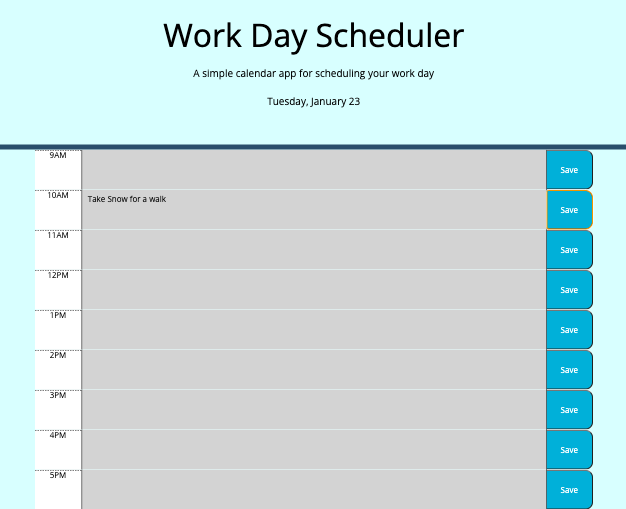 Work Day Scheduler
A simple calendar app for scheduling your work day
Tuesday, January 23
9AM
Save
10AM
Take Snow for a walk
Save
11AM
Save
12PM
Save
1PM
Save
2PM
Save
3PM
Save
4PM
Save
5PM
Save